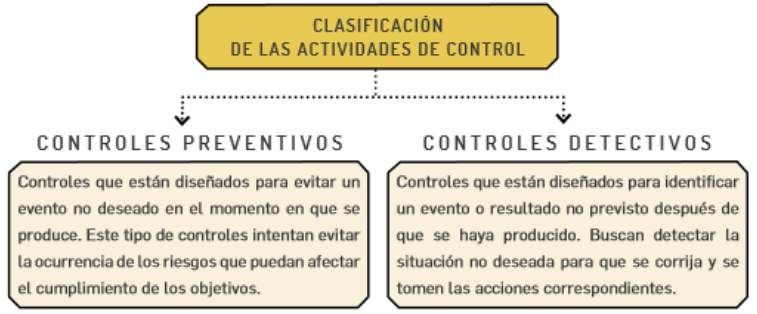 CLASIFICACIÓN
DE LAS ACTIVIDADES DE CONTROL
CONTROLES PREVENTIVOS
Controles que están diseñados para evitar un
evento no deseado en el momento en que se
produce. Este tipo de controles intentan evitar
la ocurrencia de los riesgos que puedan afectar
el cumplimiento de los objetivos.
CONTROLES DETECTIVOS
Controles que están diseñados para identificar
un evento o resultado no previsto después de
que se haya producido. Buscan detectar la
situación no deseada para que se corrija y se
tomen las acciones correspondientes.